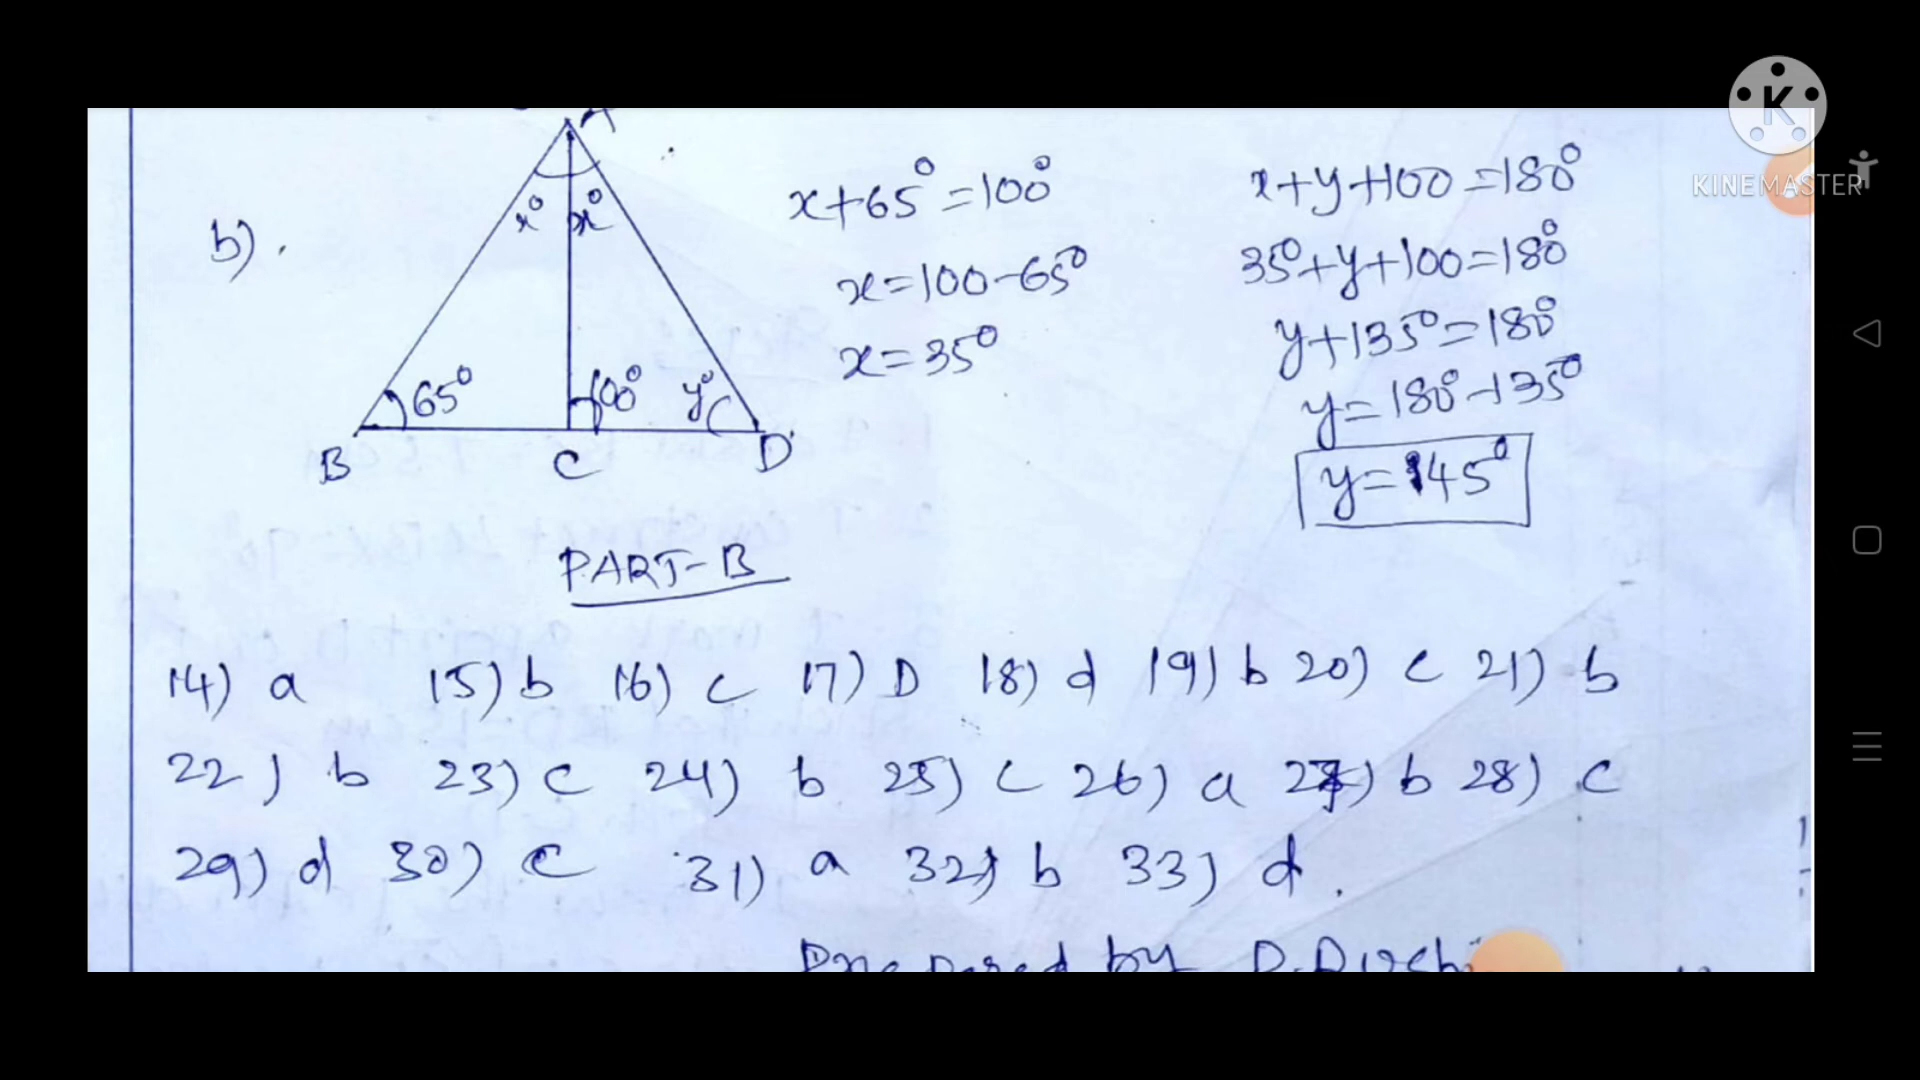 A
b).
x° x°
65° 100° y°
B C D
x+65°=100°
x=100-65°
x=35°
x+y+100=180°
35°+y+100=180°
y+135°=180°
y=180°-135°
y=45°
PART-B
14) a 15) b 16) c 17) D 18) d 19) b 20) c 21) b
22) b 23) c 24) b 25) c 26) a 27) b 28) c
29) d 30) c 31) a 32) b 33) d.
Prepared by D.
K
KINEMASTER